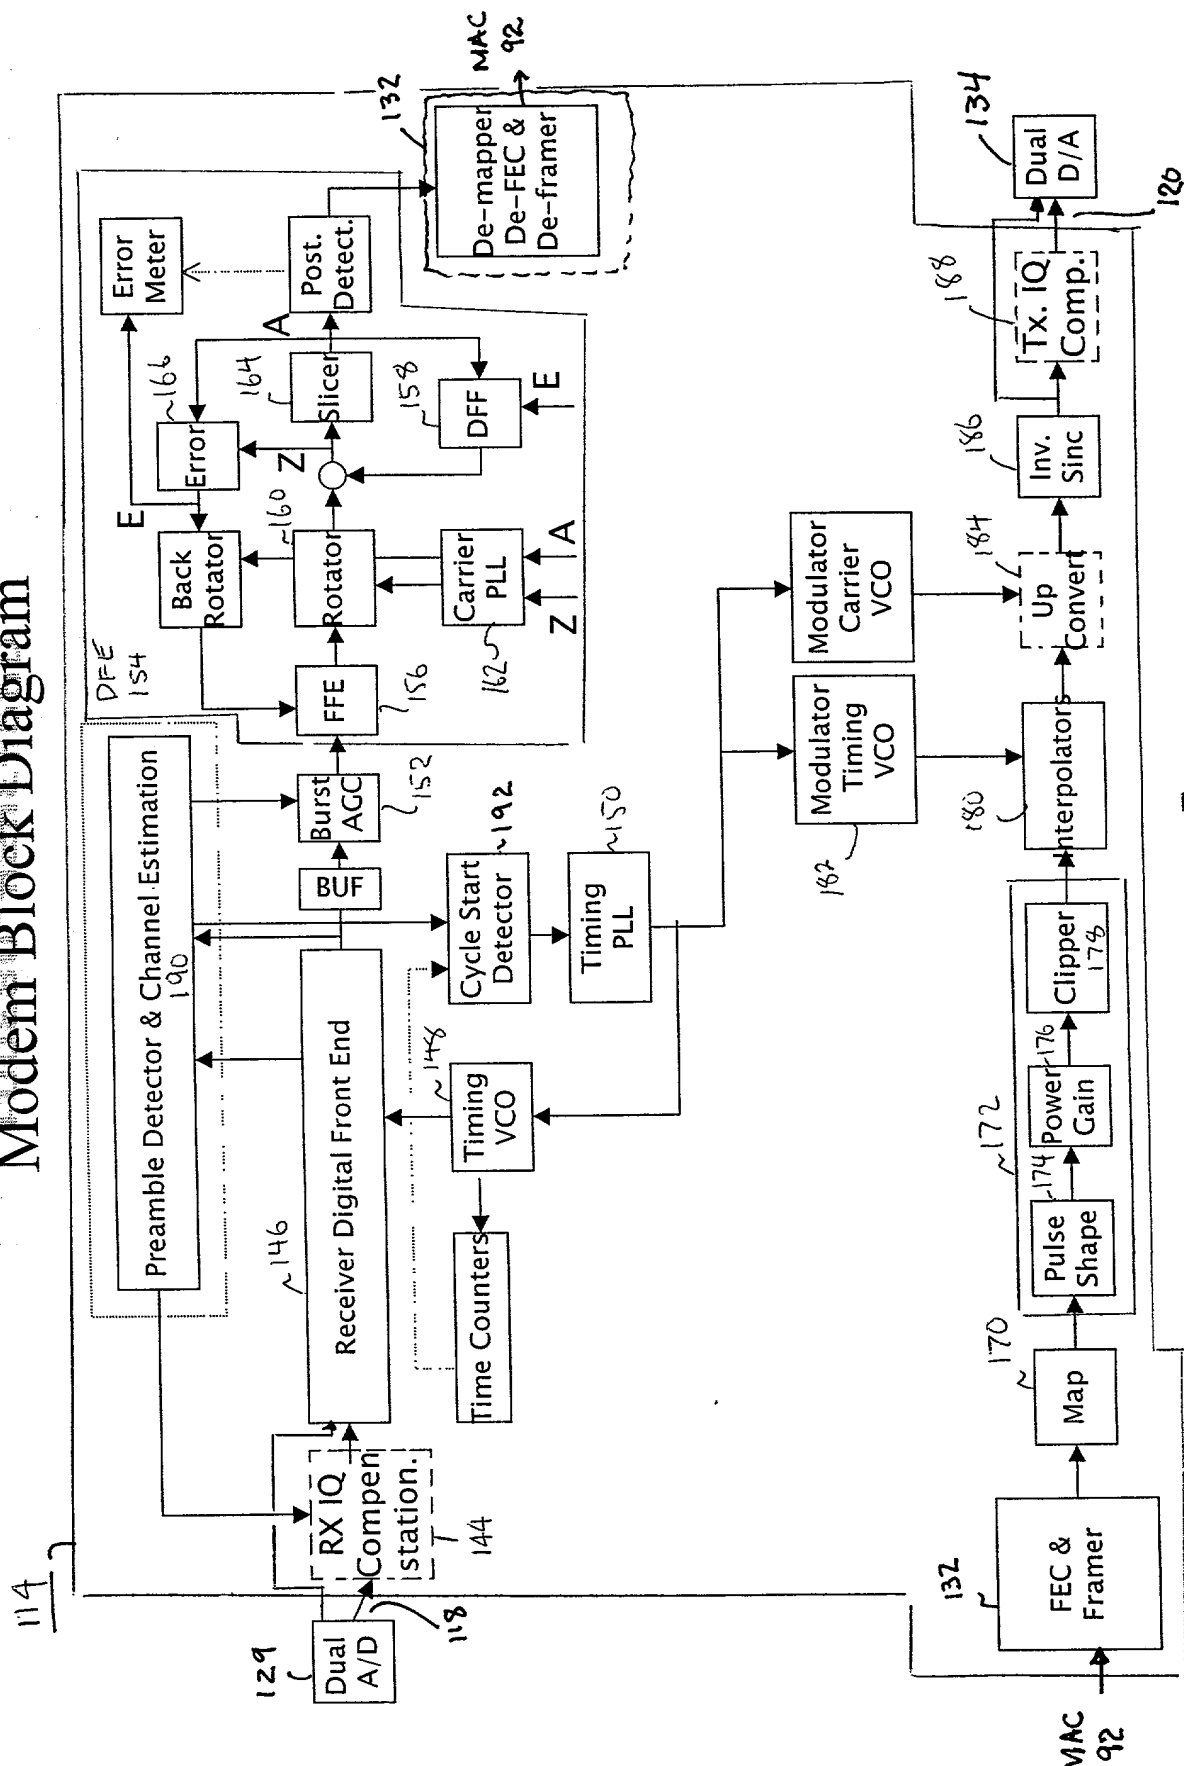 Modem Block Diagram
114
Preamble Detector & Channel Estimation
190
DFE
154
Back
Rotator
E
Error
166
Error
Meter
129
Dual
A/D
118
RX IQ
Compen
station.
144
146
Receiver Digital Front End
BUF
Burst
AGC
152
FFE
156
Rotator
160
Z
Slicer
164
A
Post.
Detect.
132
MAC
92
De-mapper
De-FEC &
De-framer
Carrier
PLL
162
Z
A
DFF
158
E
Time Counters
Timing
VCO
148
Cycle Start
Detector
192
Timing
PLL
150
Modulator
Timing
VCO
182
Modulator
Carrier
VCO
MAC
92
132
FEC &
Framer
170
Map
172
Pulse
Shape
174
Power
Gain
176
Clipper
178
180
Interpolators
Up
Convert
184
Inv.
Sinc
186
Tx. IQ
Comp.
188
Dual
D/A
134
126